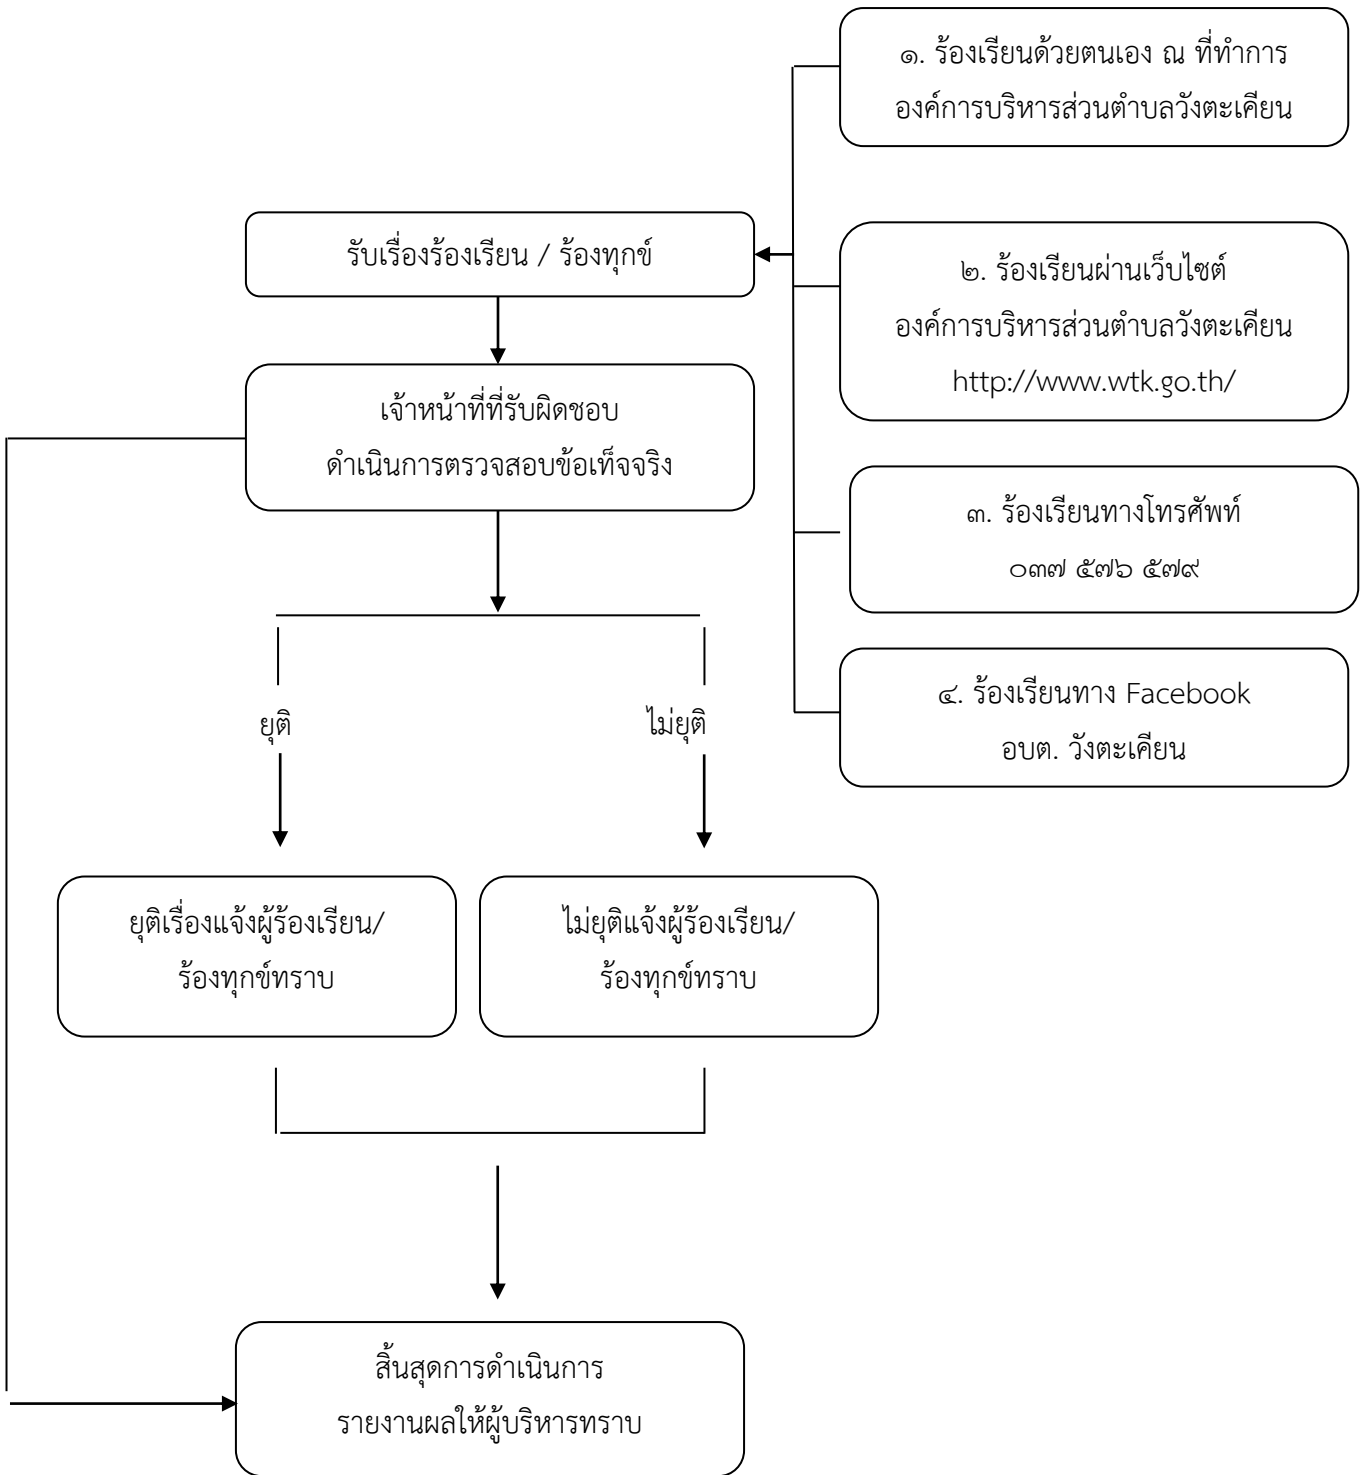 ๑. ร้องเรียนด้วยตนเอง ณ ที่ทำการ
องค์การบริหารส่วนตำบลวังตะเคียน
รับเรื่องร้องเรียน / ร้องทุกข์
๒. ร้องเรียนผ่านเว็บไซต์
องค์การบริหารส่วนตำบลวังตะเคียน
http://www.wtk.go.th/
เจ้าหน้าที่ที่รับผิดชอบ
ดำเนินการตรวจสอบข้อเท็จจริง
๓. ร้องเรียนทางโทรศัพท์
๐๓๗ ๕๗๖ ๕๗๙
๔. ร้องเรียนทาง Facebook
อบต. วังตะเคียน
ยุติ
ไม่ยุติ
ยุติเรื่องแจ้งผู้ร้องเรียน/
ร้องทุกข์ทราบ
ไม่ยุติแจ้งผู้ร้องเรียน/
ร้องทุกข์ทราบ
สิ้นสุดการดำเนินการ
รายงานผลให้ผู้บริหารทราบ